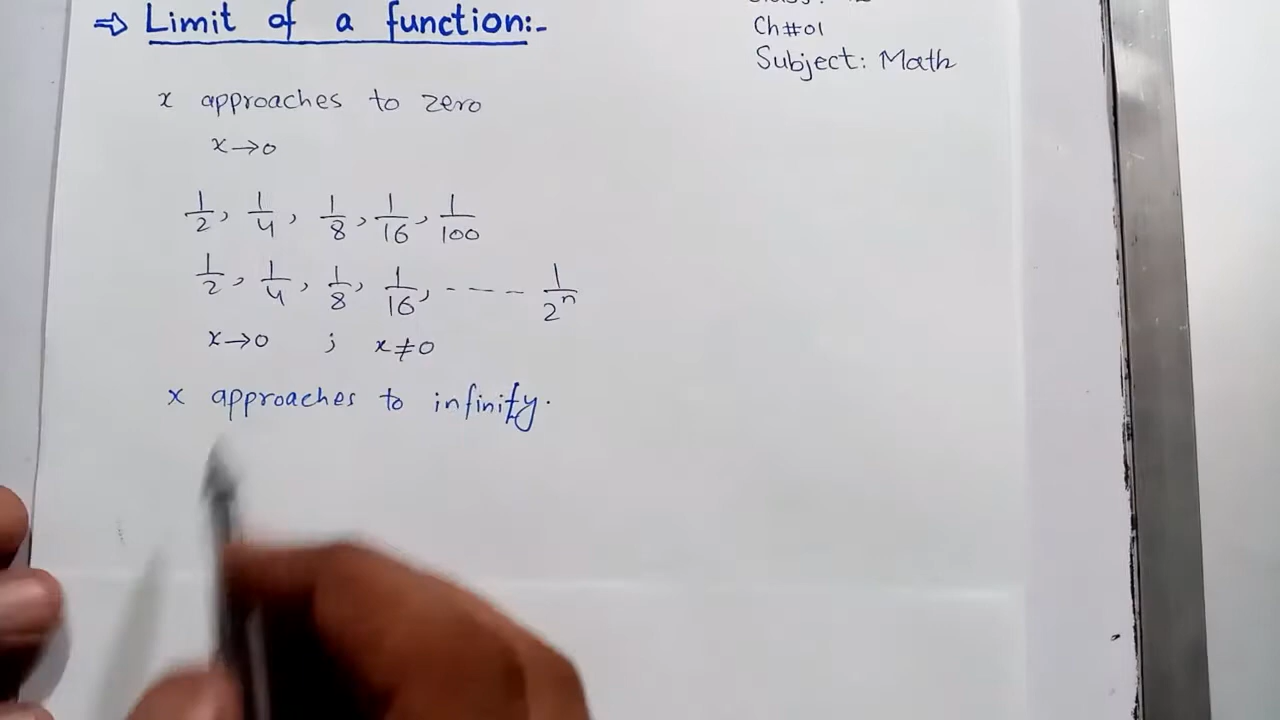 ⇒ Limit of a function:-
Ch#01
Subject: Math
x approaches to zero
x→0
1/2, 1/4, 1/8, 1/16, 1/100
1/2, 1/4, 1/8, 1/16, ---- 1/2ⁿ
x→0 ; x≠0
x approaches to infinity.